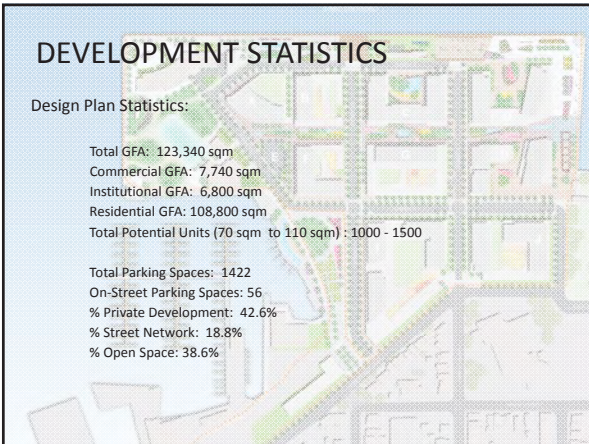 DEVELOPMENT STATISTICS
Design Plan Statistics:
Total GFA: 123,340 sqm
Commercial GFA: 7,740 sqm
Institutional GFA: 6,800 sqm
Residential GFA: 108,800 sqm
Total Potential Units (70 sqm to 110 sqm) : 1000 - 1500
Total Parking Spaces: 1422
On-Street Parking Spaces: 56
% Private Development: 42.6%
% Street Network: 18.8%
% Open Space: 38.6%